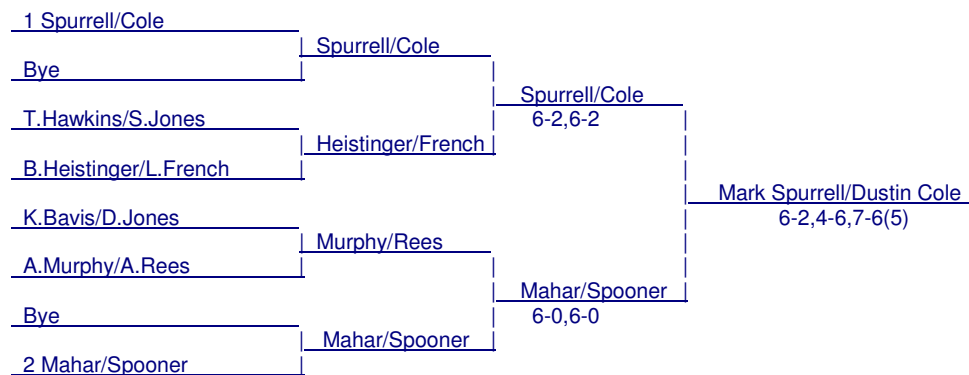 1 Spurrell/Cole
Spurrell/Cole
Bye
Spurrell/Cole
T.Hawkins/S.Jones
6-2,6-2
Heistinger/French
B.Heistinger/L.French
Mark Spurrell/Dustin Cole
K.Bavis/D.Jones
6-2,4-6,7-6(5)
Murphy/Rees
A.Murphy/A.Rees
Mahar/Spooner
Bye
6-0,6-0
Mahar/Spooner
2 Mahar/Spooner